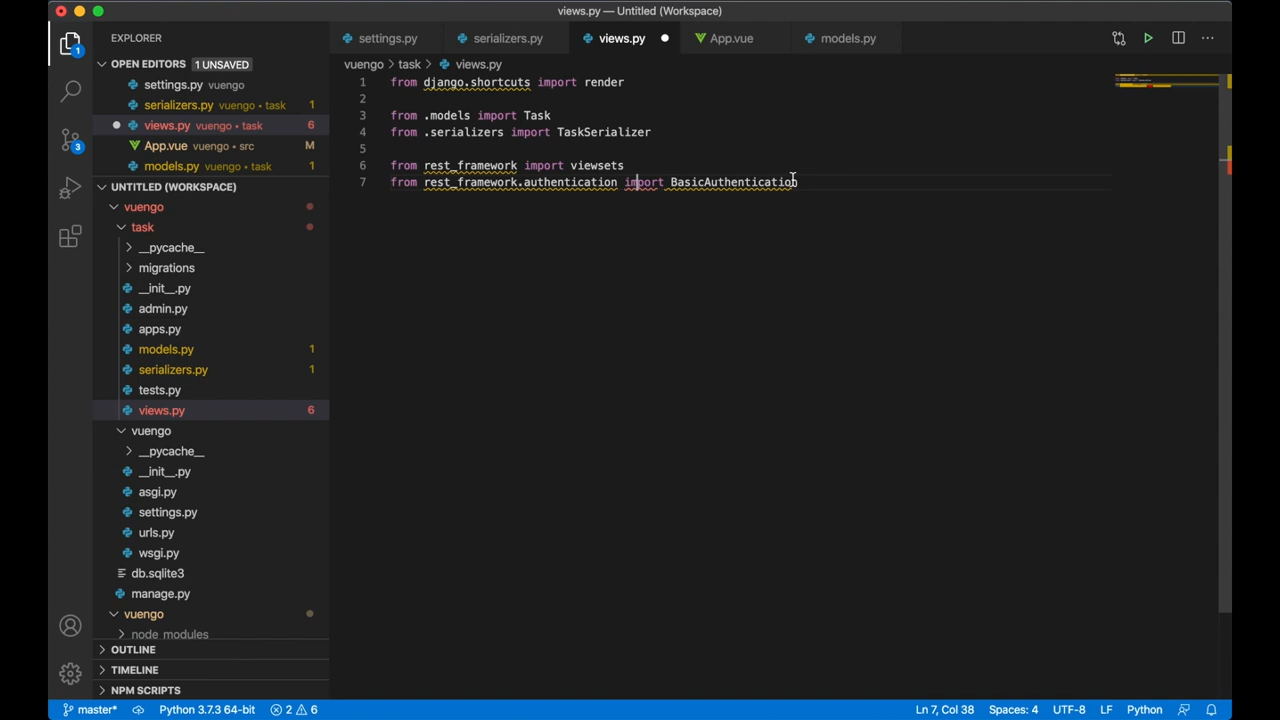 views.py — Untitled (Workspace)
EXPLORER
settings.py
serializers.py
views.py
App.vue
models.py
OPEN EDITORS 1 UNSAVED
settings.py vuengo
serializers.py vuengo • task 1
views.py vuengo • task 6
App.vue vuengo • src M
models.py vuengo • task 1
UNTITLED (WORKSPACE)
vuengo
task
__pycache__
migrations
__init__.py
admin.py
apps.py
models.py 1
serializers.py 1
tests.py
views.py 6
vuengo
__pycache__
__init__.py
asgi.py
settings.py
urls.py
wsgi.py
db.sqlite3
manage.py
vuengo
node_modules
OUTLINE
TIMELINE
NPM SCRIPTS
1
3
vuengo > task > views.py
1 from django.shortcuts import render
2
3 from .models import Task
4 from .serializers import TaskSerializer
5
6 from rest_framework import viewsets
7 from rest_framework.authentication import BasicAuthentication
master* Python 3.7.3 64-bit 2 6 Ln 7, Col 38 Spaces: 4 UTF-8 LF Python